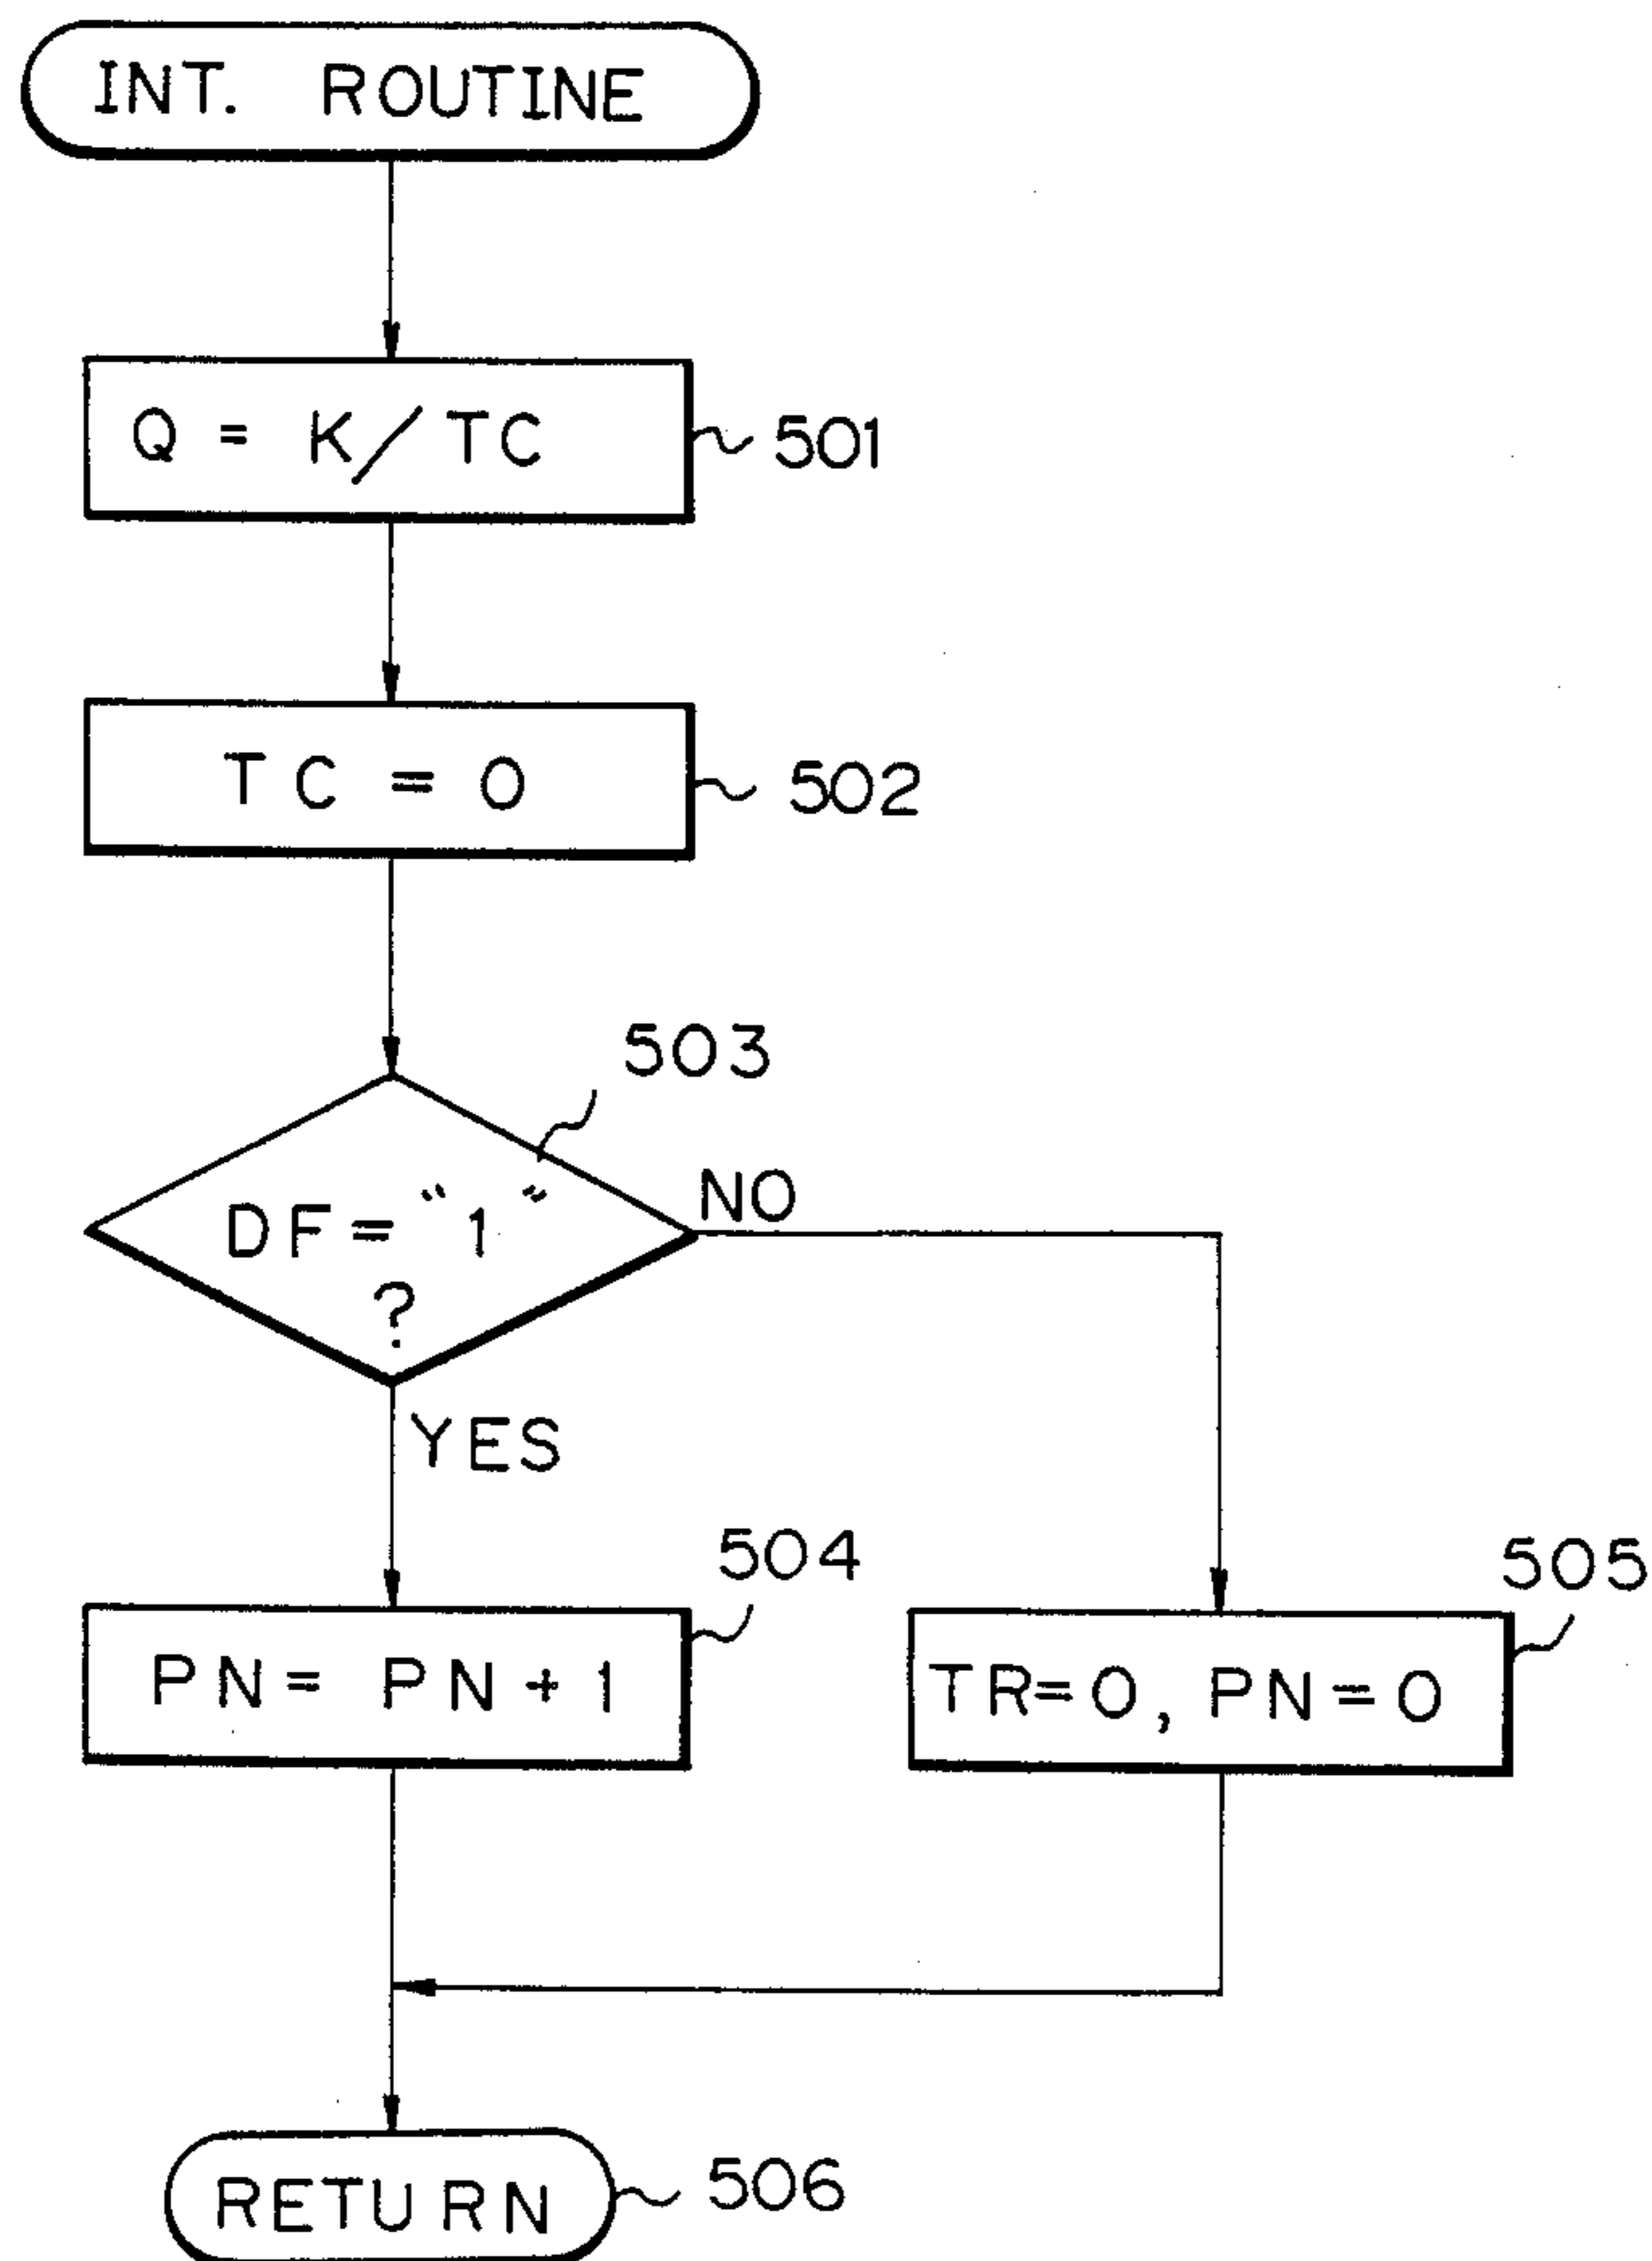 INT. ROUTINE
Q = K/TC
501
TC = 0
502
503
DF = "1"
?
NO
YES
504
505
PN = PN + 1
TR=0, PN=0
RETURN
506